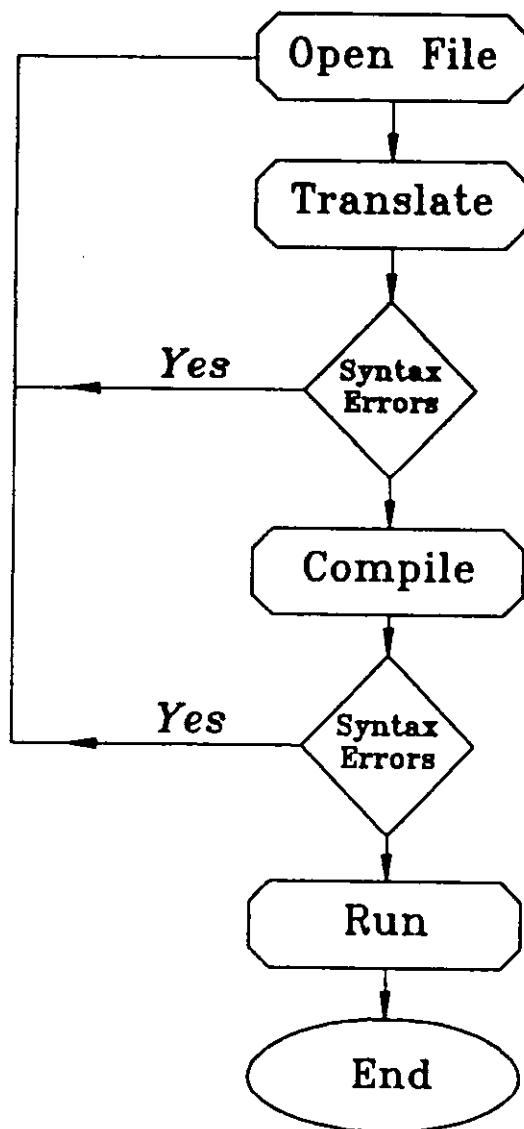 Open File
Translate
Yes
Syntax
Errors
Compile
Yes
Syntax
Errors
Run
End